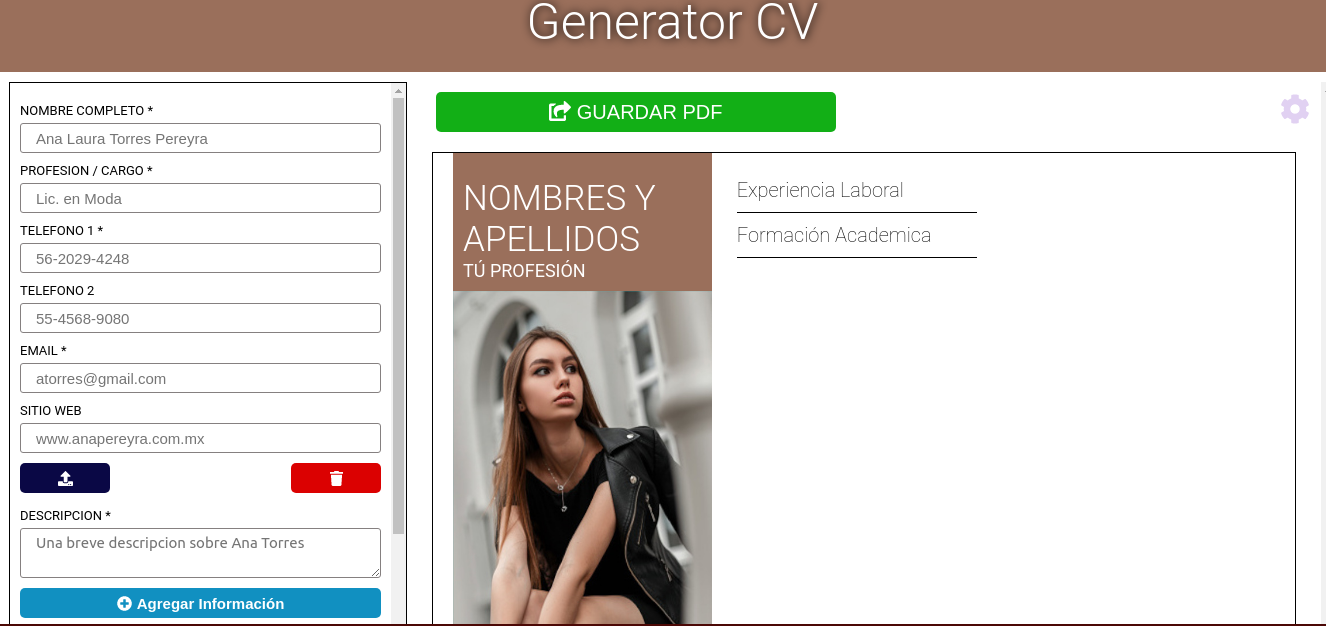 Generator CV
NOMBRE COMPLETO *
Ana Laura Torres Pereyra
PROFESION / CARGO *
Lic. en Moda
TELEFONO 1 *
56-2029-4248
TELEFONO 2
55-4568-9080
EMAIL *
atorres@gmail.com
SITIO WEB
www.anapereyra.com.mx
DESCRIPCION *
Una breve descripcion sobre Ana Torres
Agregar Información
GUARDAR PDF
NOMBRES Y
APELLIDOS
TÚ PROFESIÓN
Experiencia Laboral
Formación Academica